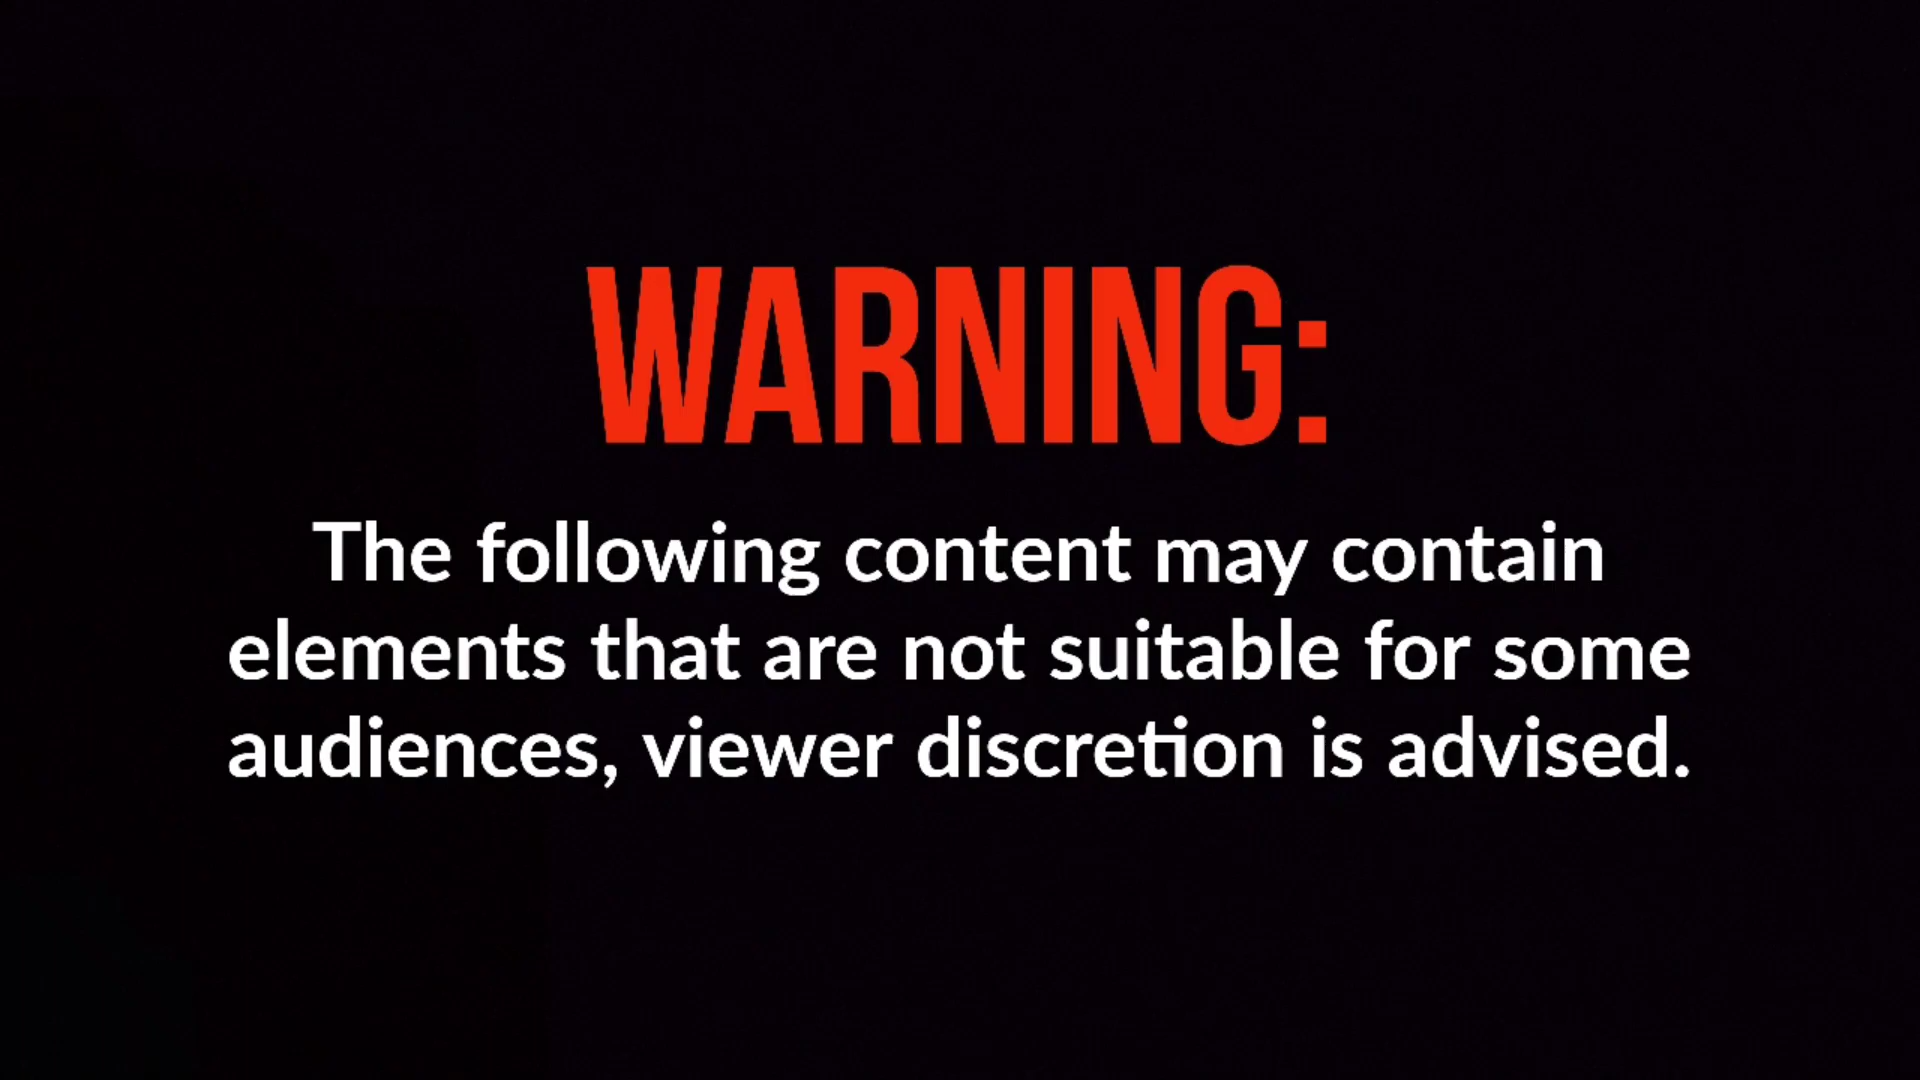 WARNING:
The following content may contain
elements that are not suitable for some
audiences, viewer discretion is advised.